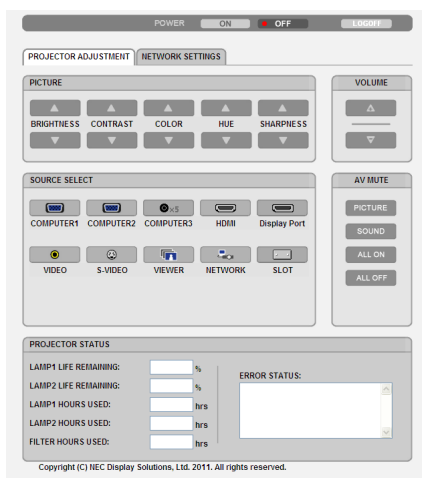 POWER ON OFF LOGOFF
PROJECTOR ADJUSTMENT NETWORK SETTINGS
PICTURE VOLUME
BRIGHTNESS CONTRAST COLOR HUE SHARPNESS
SOURCE SELECT AV MUTE
×5
COMPUTER1 COMPUTER2 COMPUTER3 HDMI Display Port
VIDEO S-VIDEO VIEWER NETWORK SLOT
PICTURE
SOUND
ALL ON
ALL OFF
PROJECTOR STATUS
LAMP1 LIFE REMAINING: %
LAMP2 LIFE REMAINING: %
LAMP1 HOURS USED: hrs
LAMP2 HOURS USED: hrs
FILTER HOURS USED: hrs
ERROR STATUS:
Copyright (C) NEC Display Solutions, Ltd. 2011. All rights reserved.